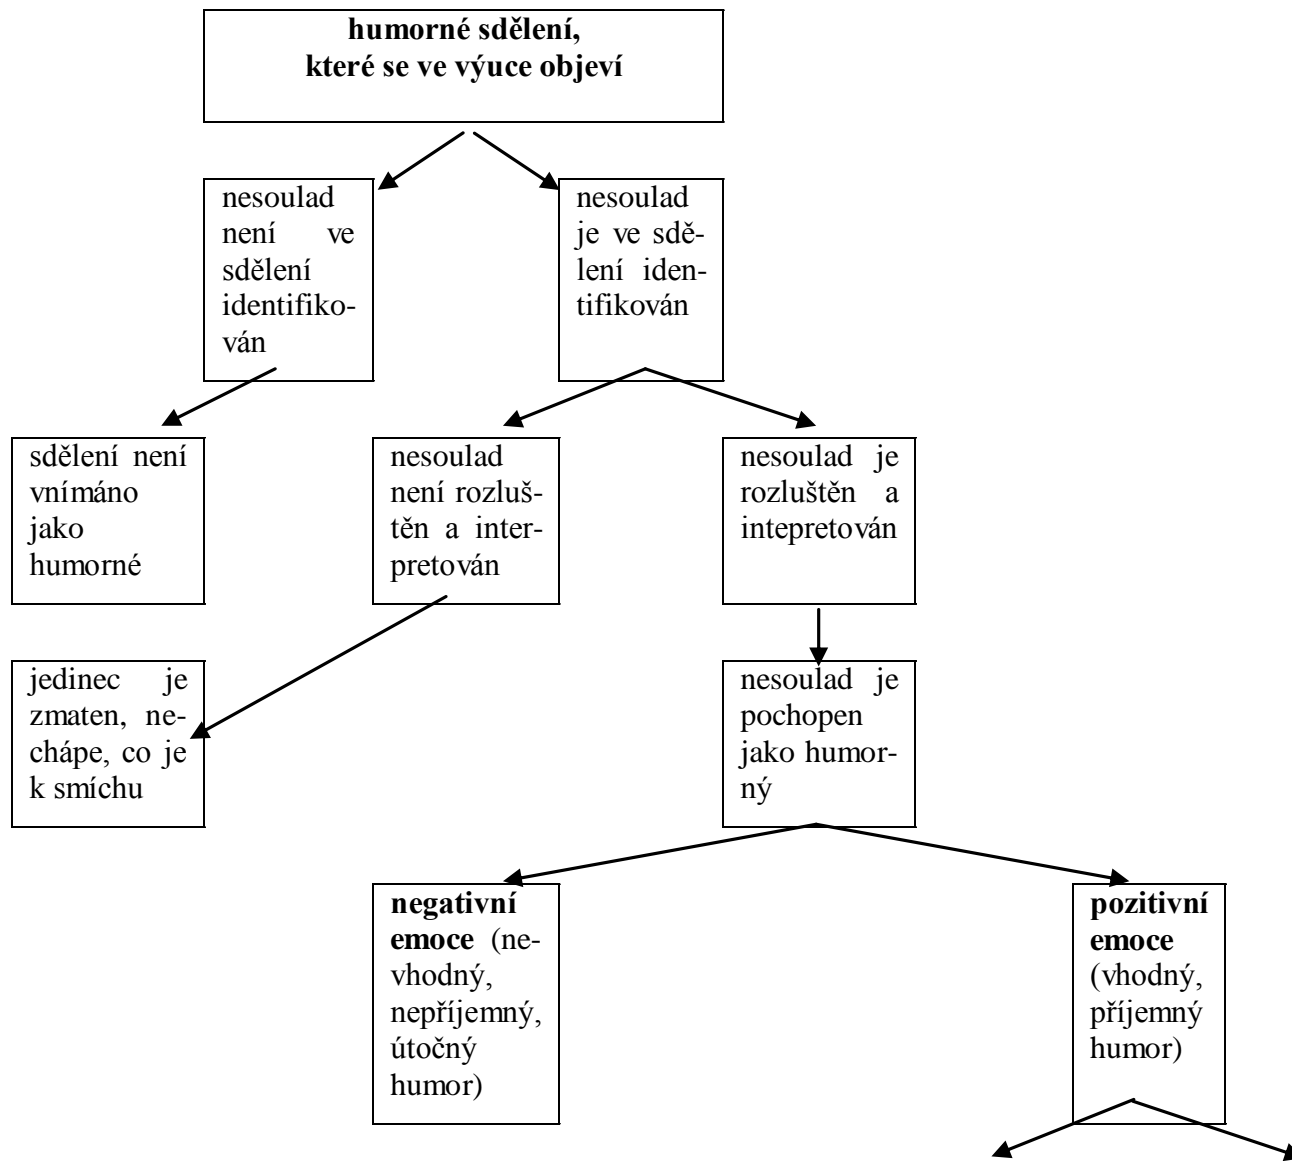 humorné sdělení,
které se ve výuce objeví
nesoulad
není ve
sdělení
identifiko-
ván
nesoulad
je ve sdě-
lení iden-
tifikován
sdělení není
vnímáno
jako
humorné
nesoulad
není rozluš-
těn a inter-
pretován
nesoulad je
rozluštěn a
intepretován
jedinec je
zmaten, ne-
chápe, co je
k smíchu
nesoulad je
pochopen
jako humor-
ný
negativní
emoce (ne-
vhodný,
nepříjemný,
útočný
humor)
pozitivní
emoce
(vhodný,
příjemný
humor)